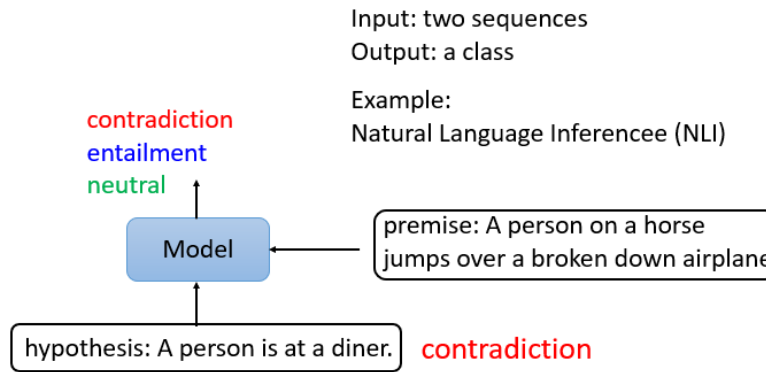 Input: two sequences
Output: a class
Example:
Natural Language Inferencee (NLI)
contradiction
entailment
neutral
Model
premise: A person on a horse
jumps over a broken down airplane
hypothesis: A person is at a diner.
contradiction